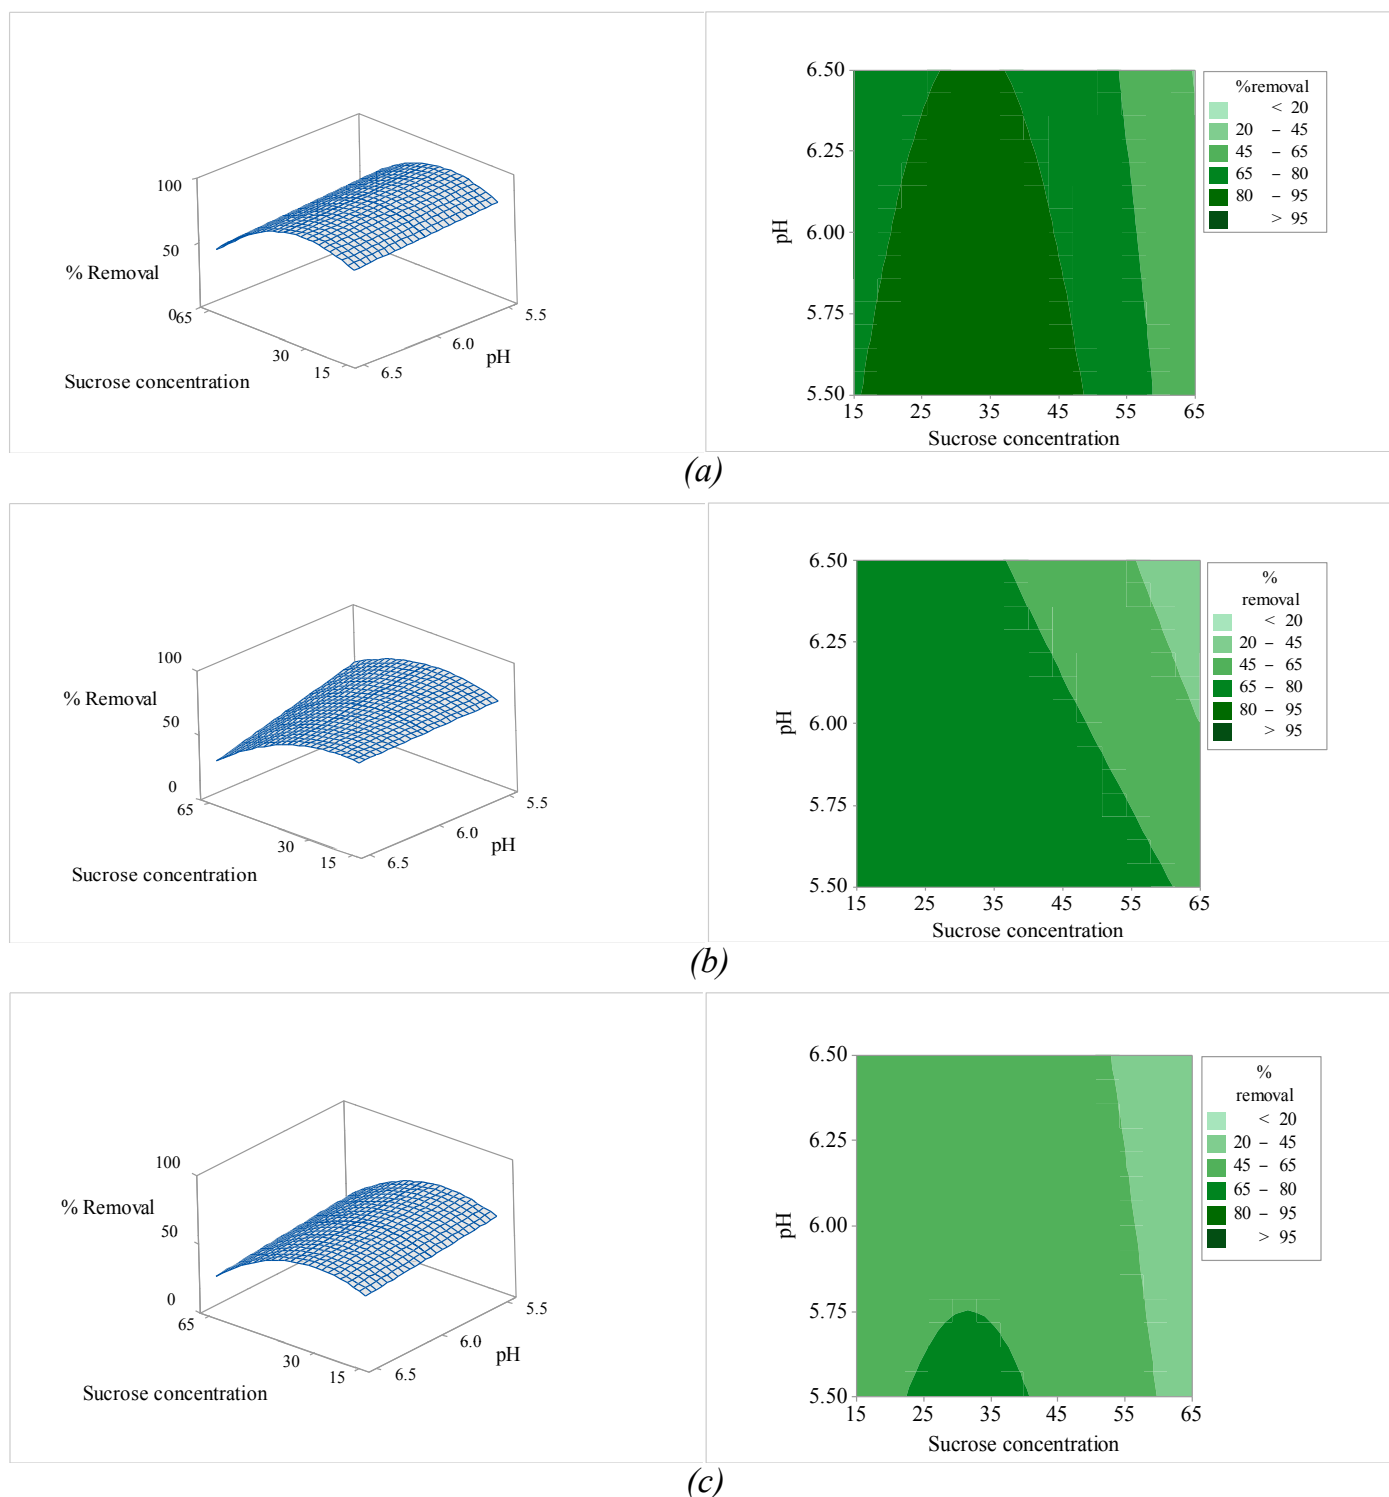 100
50
% Removal
0
65
30
15
Sucrose concentration
5.5
6.0
pH
6.5
6.50
6.25
6.00
5.75
5.50
pH
15 25 35 45 55 65
Sucrose concentration
%removal
< 20
20 – 45
45 – 65
65 – 80
80 – 95
> 95
(a)
100
% Removal
50
0
65
30
15
Sucrose concentration
5.5
6.0
pH
6.5
6.50
6.25
6.00
5.75
5.50
pH
15 25 35 45 55 65
Sucrose concentration
%
removal
< 20
20 – 45
45 – 65
65 – 80
80 – 95
> 95
(b)
100
% Removal
50
0
65
30
15
Sucrose concentration
5.5
6.0
pH
6.5
6.50
6.25
6.00
5.75
5.50
pH
15 25 35 45 55 65
Sucrose concentration
%
removal
< 20
20 – 45
45 – 65
65 – 80
80 – 95
> 95
(c)